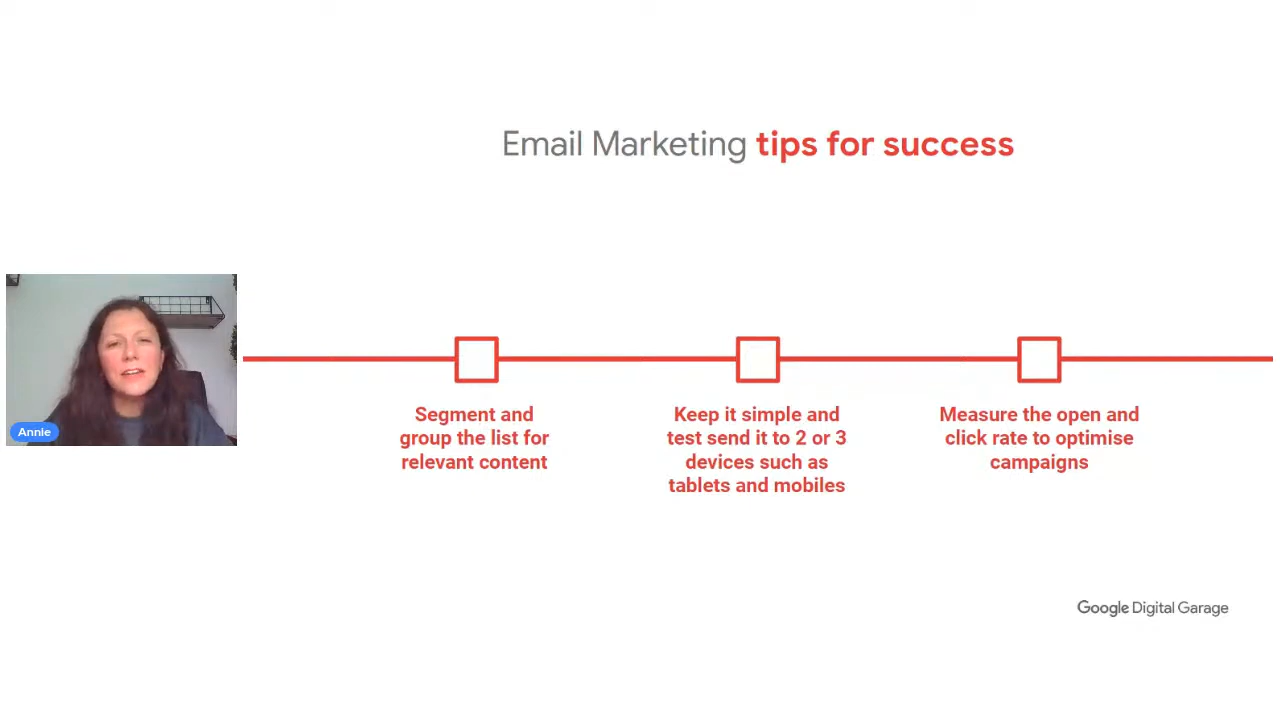 Email Marketing tips for success
Annie
Segment and
group the list for
relevant content
Keep it simple and
test send it to 2 or 3
devices such as
tablets and mobiles
Measure the open and
click rate to optimise
campaigns
Google Digital Garage